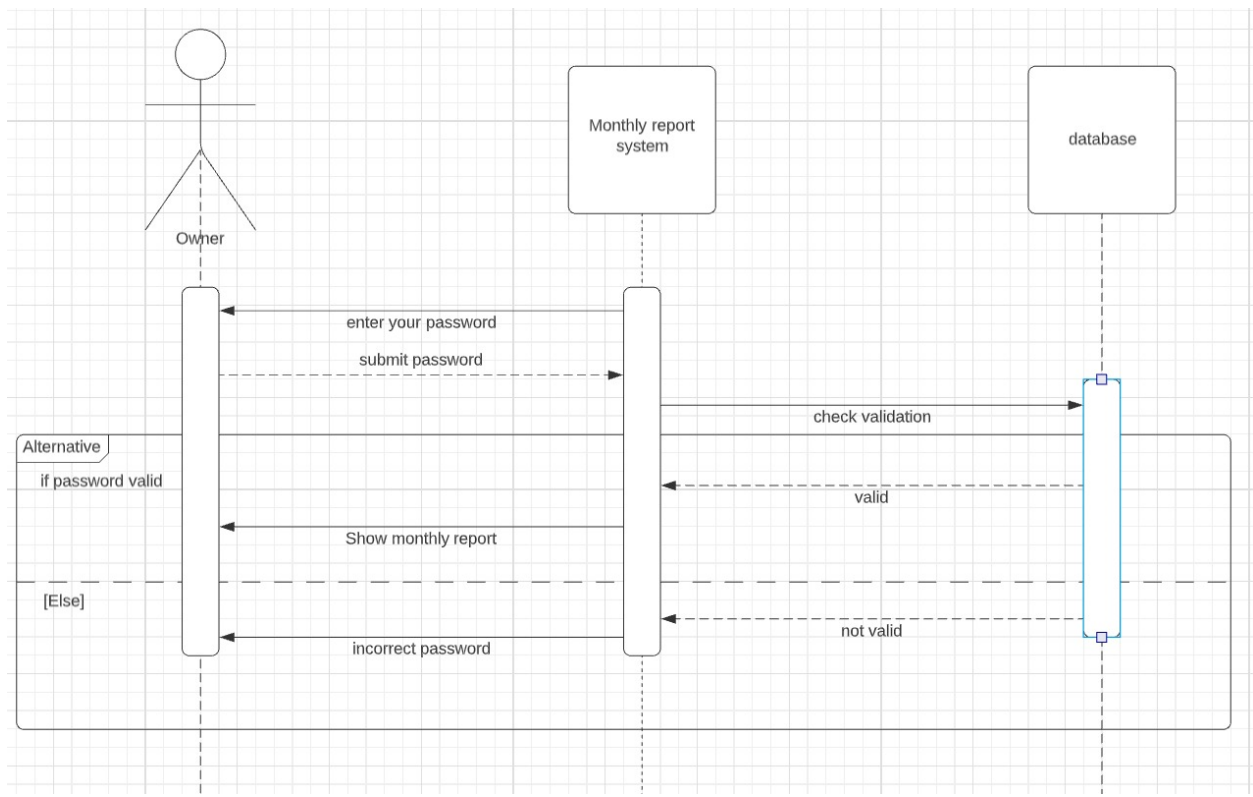 Monthly report
system
database
Owner
enter your password
submit password
check validation
Alternative
if password valid
valid
Show monthly report
[Else]
not valid
incorrect password